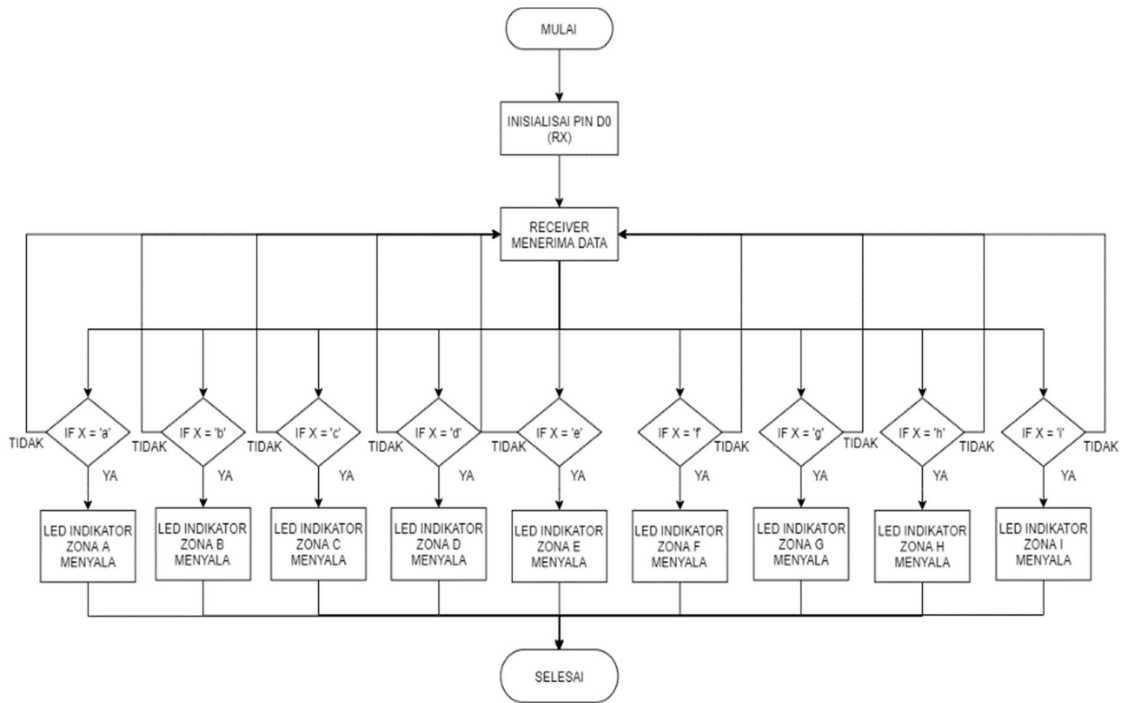 MULAI
INISIALISAI PIN D0
(RX)
RECEIVER
MENERIMA DATA
IF X = 'a'
IF X = 'b'
IF X = 'c'
IF X = 'd'
IF X = 'e'
IF X = 'f'
IF X = 'g'
IF X = 'h'
IF X = 'i'
TIDAK
TIDAK
TIDAK
TIDAK
TIDAK
TIDAK
TIDAK
TIDAK
TIDAK
YA
YA
YA
YA
YA
YA
YA
YA
YA
LED INDIKATOR
ZONA A
MENYALA
LED INDIKATOR
ZONA B
MENYALA
LED INDIKATOR
ZONA C
MENYALA
LED INDIKATOR
ZONA D
MENYALA
LED INDIKATOR
ZONA E
MENYALA
LED INDIKATOR
ZONA F
MENYALA
LED INDIKATOR
ZONA G
MENYALA
LED INDIKATOR
ZONA H
MENYALA
LED INDIKATOR
ZONA I
MENYALA
SELESAI